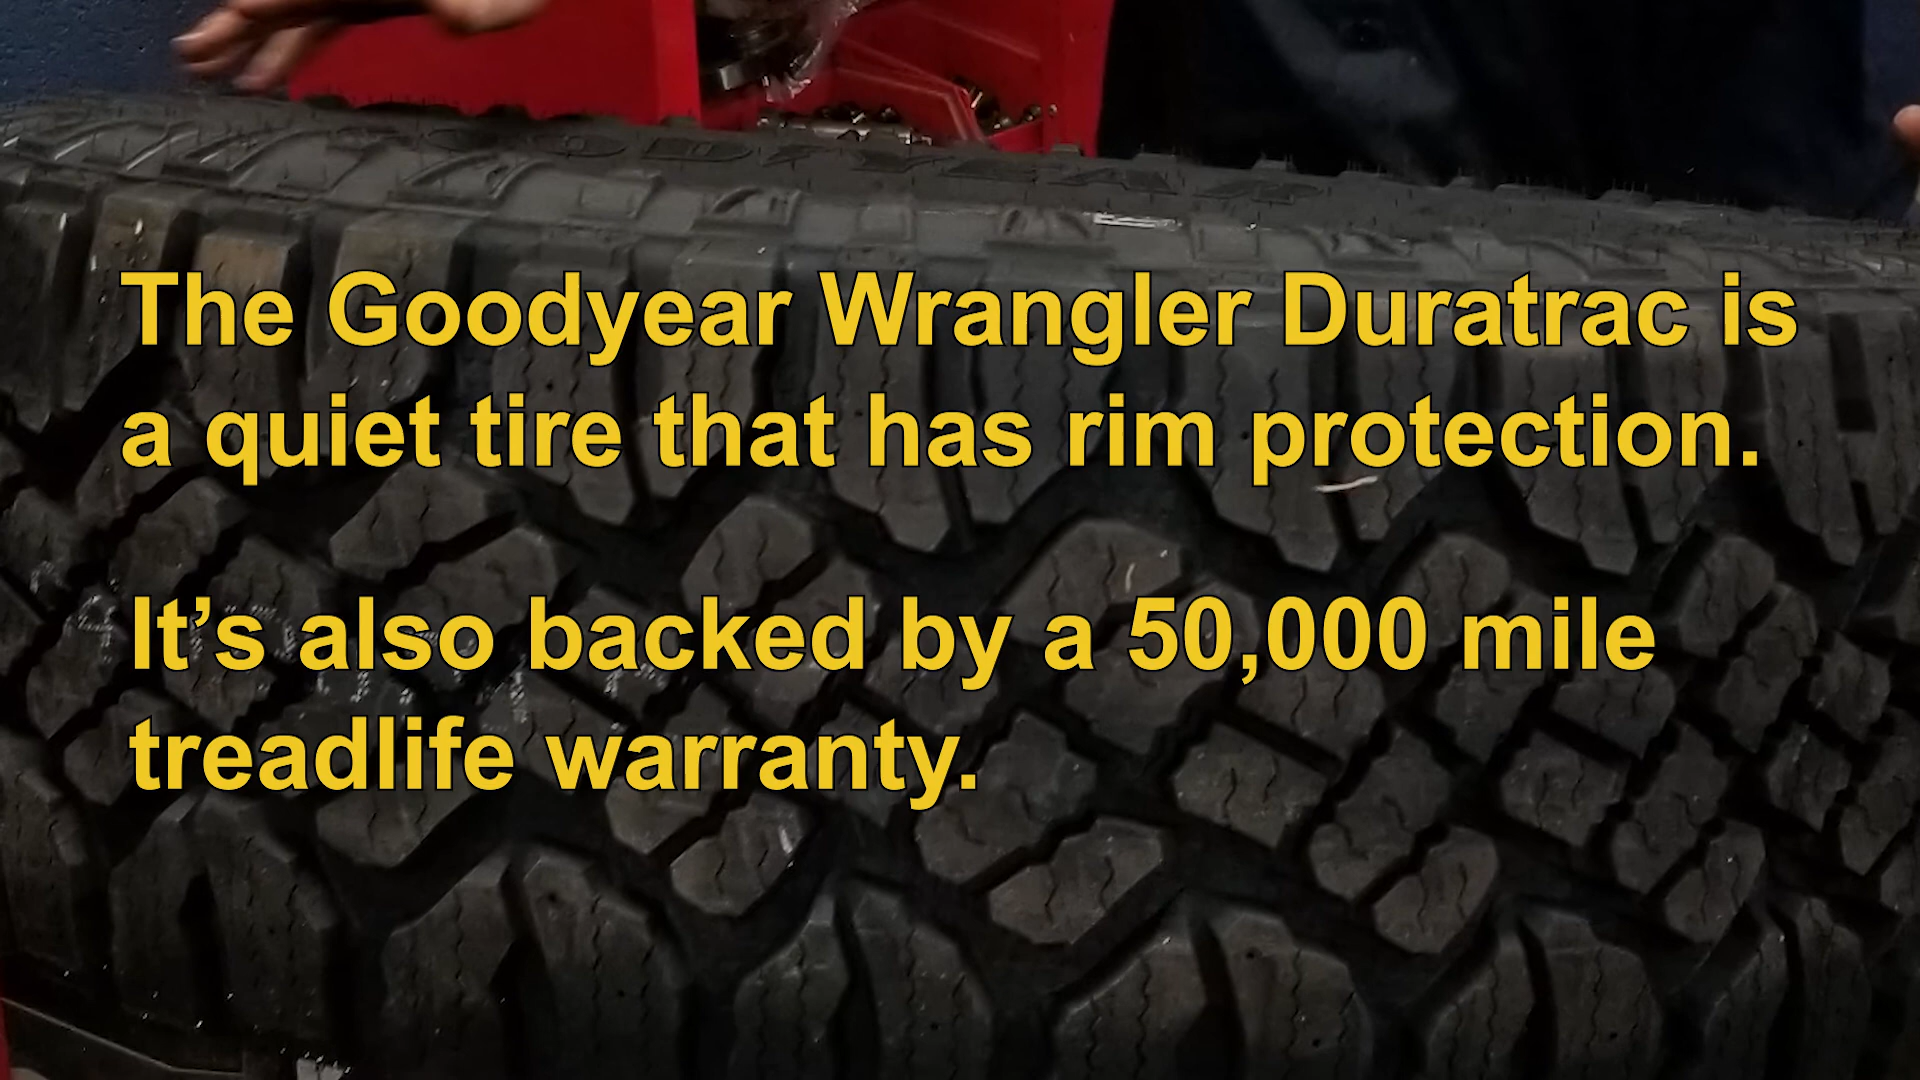 GOODYEAR
The Goodyear Wrangler Duratrac is
a quiet tire that has rim protection.
It’s also backed by a 50,000 mile
treadlife warranty.